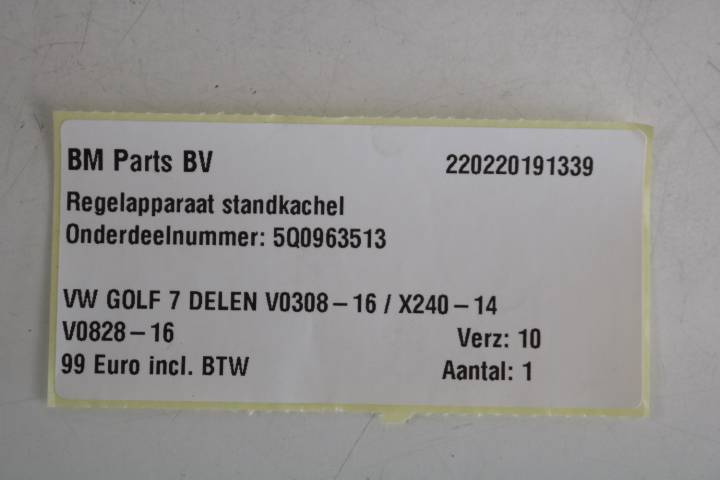 BM Parts BV 220220191339
Regelapparaat standkachel
Onderdeelnummer: 5Q0963513
VW GOLF 7 DELEN V0308-16 / X240-14
V0828-16 Verz: 10
99 Euro incl. BTW Aantal: 1